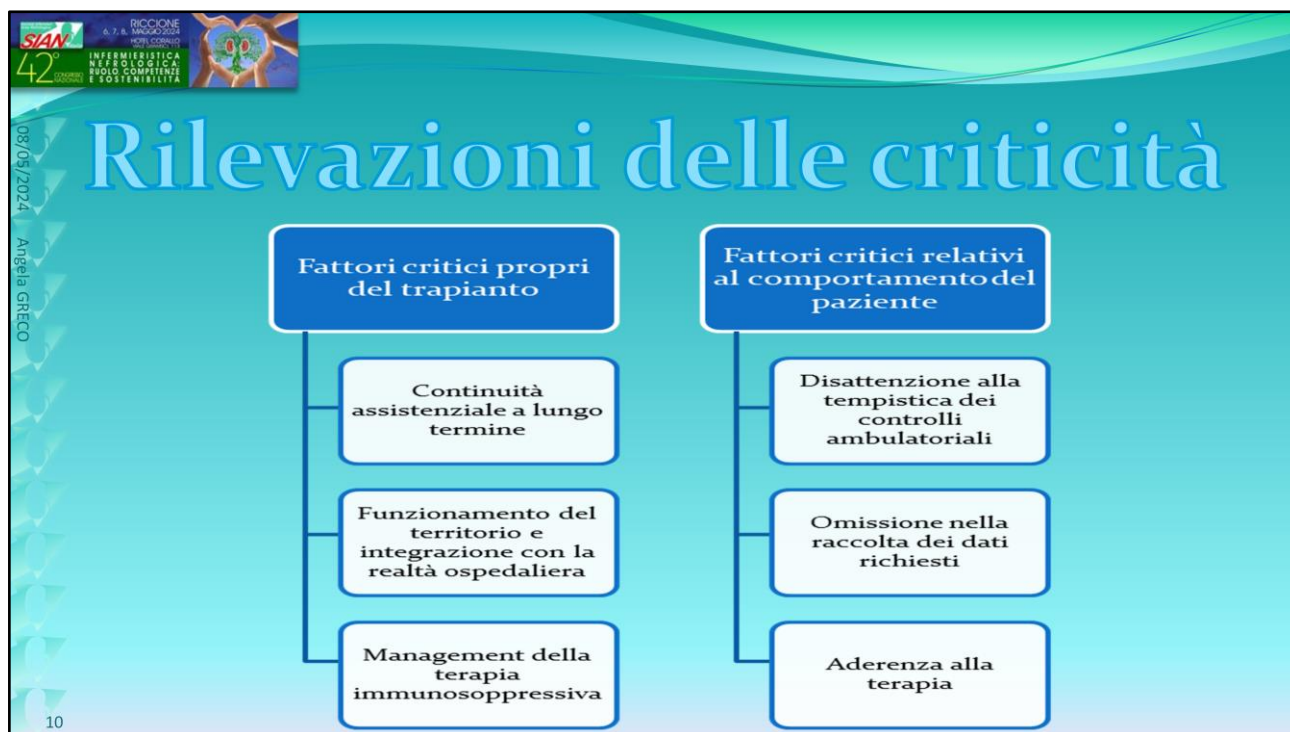 SIAN
42° CONGRESSO NAZIONALE
RICCIONE
6, 7, 8, MAGGIO 2024
HOTEL CORALLO
INFERMIERISTICA
NEFROLOGICA:
RUOLO, COMPETENZE
E SOSTENIBILITÀ
Rilevazioni delle criticità
Fattori critici propri
del trapianto
Continuità
assistenziale a lungo
termine
Funzionamento del
territorio e
integrazione con la
realtà ospedaliera
Management della
terapia
immunosoppressiva
Fattori critici relativi
al comportamento del
paziente
Disattenzione alla
tempistica dei
controlli
ambulatoriali
Omissione nella
raccolta dei dati
richiesti
Aderenza alla
terapia
08/05/2024 Angela GRECO
10